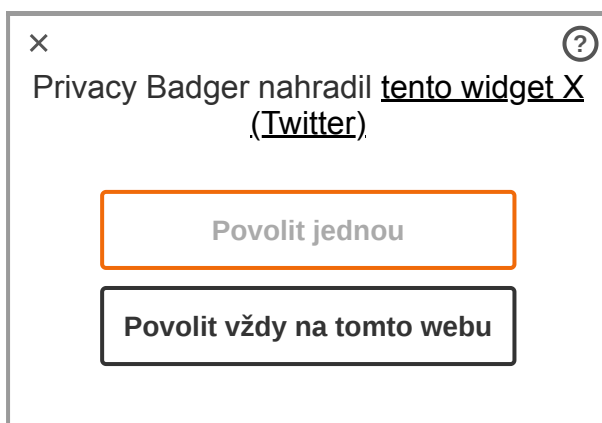 ×
?
Privacy Badger nahradil tento widget X
(Twitter)
Povolit jednou
Povolit vždy na tomto webu